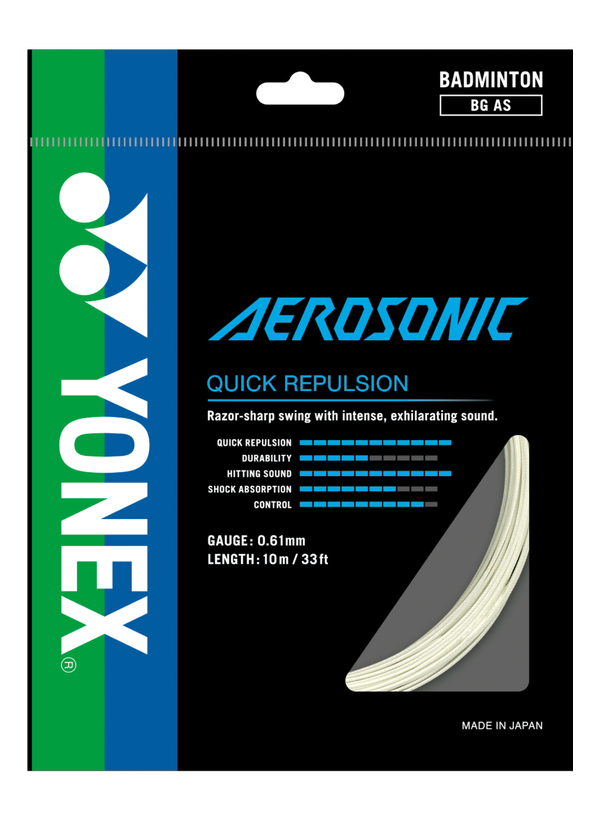 BADMINTON
BG AS
YONEX®
AEROSONIC
QUICK REPULSION
Razor-sharp swing with intense, exhilarating sound.
QUICK REPULSION
DURABILITY
HITTING SOUND
SHOCK ABSORPTION
CONTROL
GAUGE: 0.61mm
LENGTH: 10m / 33ft
MADE IN JAPAN